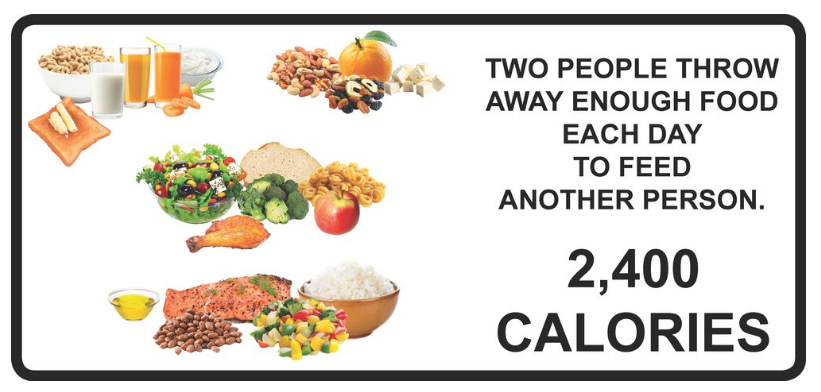 TWO PEOPLE THROW
AWAY ENOUGH FOOD
EACH DAY
TO FEED
ANOTHER PERSON.
2,400
CALORIES